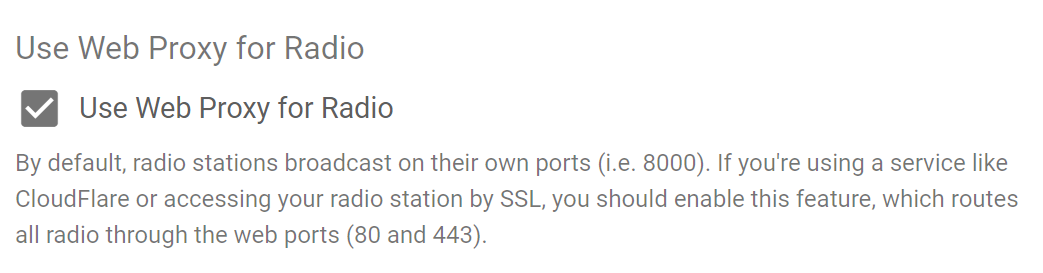 Use Web Proxy for Radio
Use Web Proxy for Radio
By default, radio stations broadcast on their own ports (i.e. 8000). If you're using a service like
CloudFlare or accessing your radio station by SSL, you should enable this feature, which routes
all radio through the web ports (80 and 443).